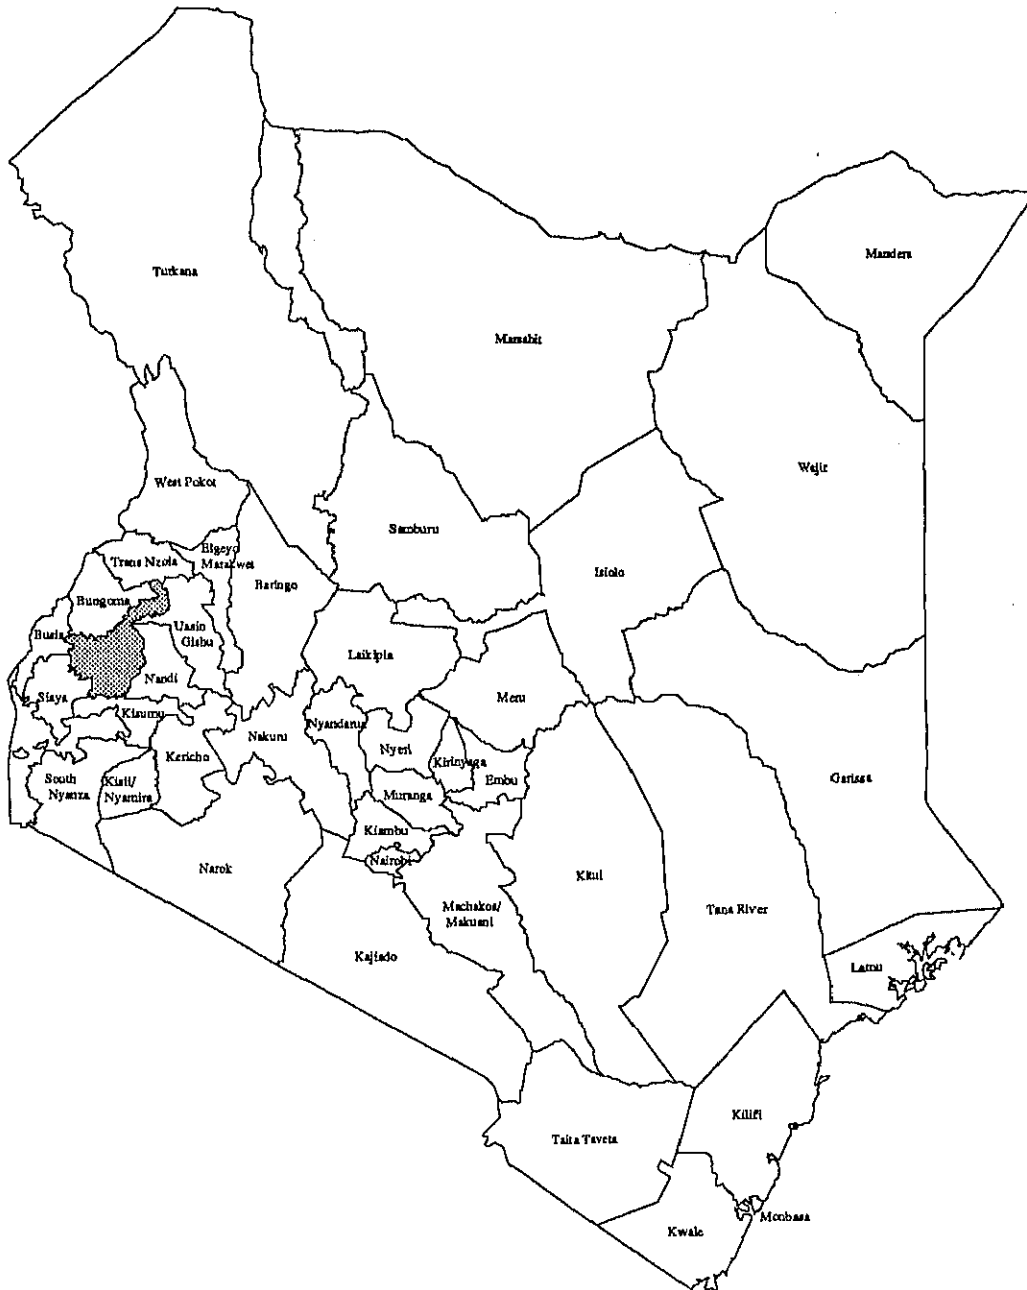 Mandera
Turkana
Marsabit
Wajir
West Pokot
Samburu
Elgeyo
Marakwet
Trans Nzoia
Isiolo
Baringo
Bungoma
Uasin
Gishu
Busia
Laikipia
Nandi
Siaya
Meru
Kisumu
Nyandarua
Nakuru
Nyeri
Kericho
Kirinyaga
Garissa
South
Nyanza
Kisii/
Nyamira
Embu
Muranga
Kiambu
Nairobi
Narok
Kitui
Machakos/
Makueni
Tana River
Kajiado
Lamu
Kilifi
Taita Taveta
Mombasa
Kwale